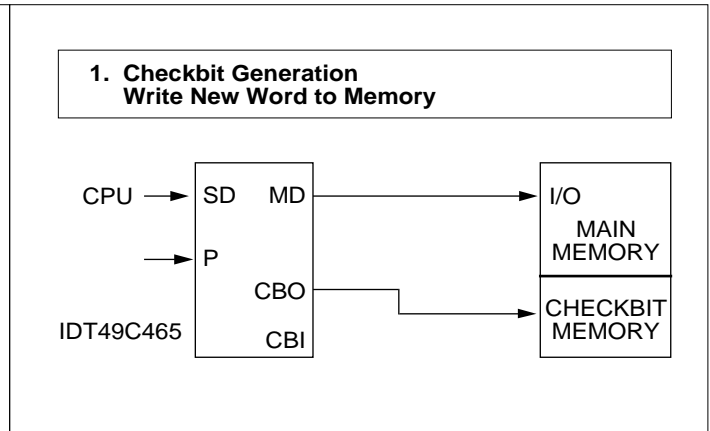 1. Checkbit Generation
Write New Word to Memory
CPU
SD
MD
I/O
MAIN
MEMORY
P
CBO
CHECKBIT
MEMORY
IDT49C465
CBI